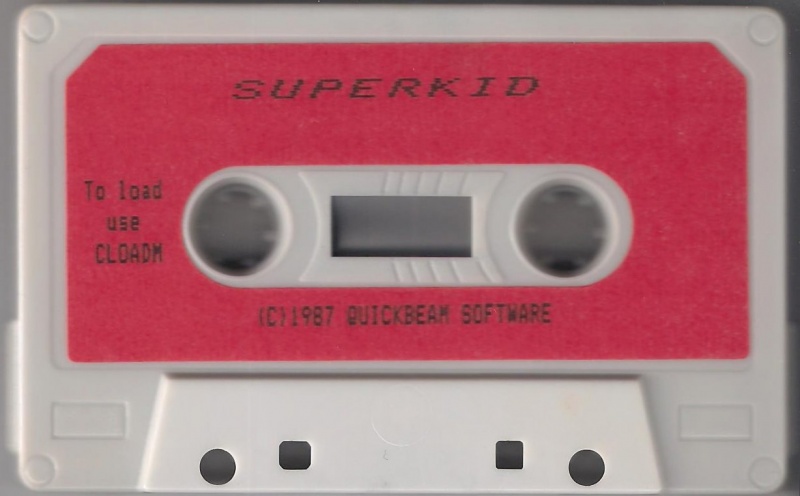 SUPERKID
To load
use
CLOADM
(C)1987 QUICKBEAM SOFTWARE